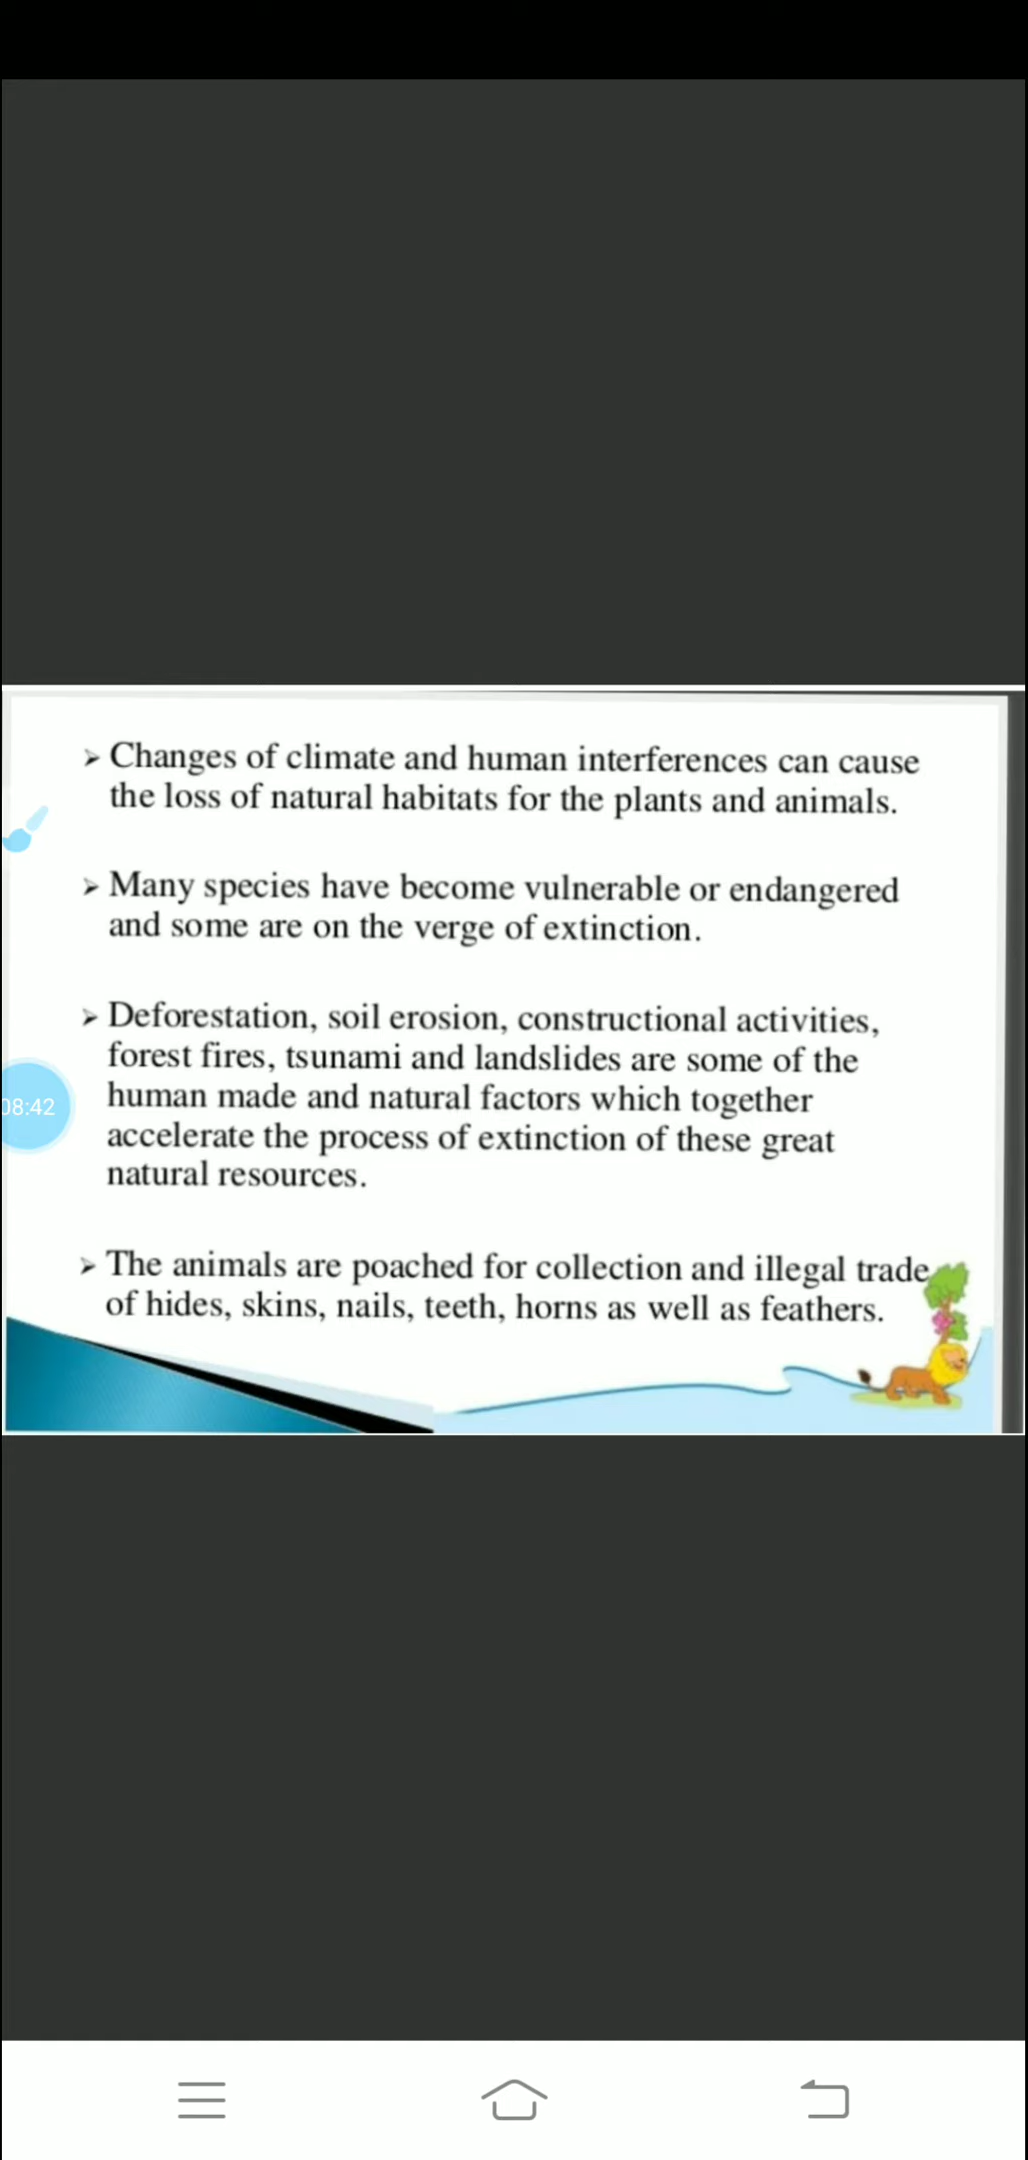 ➢ Changes of climate and human interferences can cause
the loss of natural habitats for the plants and animals.
➢ Many species have become vulnerable or endangered
and some are on the verge of extinction.
➢ Deforestation, soil erosion, constructional activities,
forest fires, tsunami and landslides are some of the
human made and natural factors which together
accelerate the process of extinction of these great
natural resources.
08:42
➢ The animals are poached for collection and illegal trade
of hides, skins, nails, teeth, horns as well as feathers.